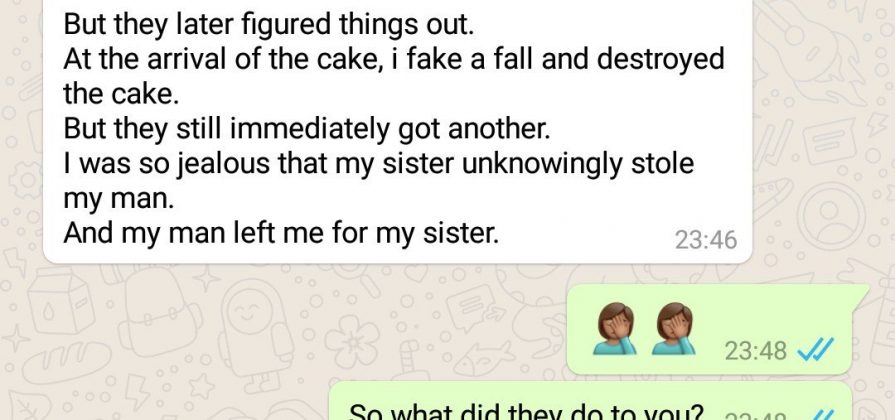 But they later figured things out.
At the arrival of the cake, i fake a fall and destroyed
the cake.
But they still immediately got another.
I was so jealous that my sister unknowingly stole
my man.
And my man left me for my sister.
23:46
🤦🏽‍♀️ 🤦🏽‍♀️ 23:48
So what did they do to you? 23:48